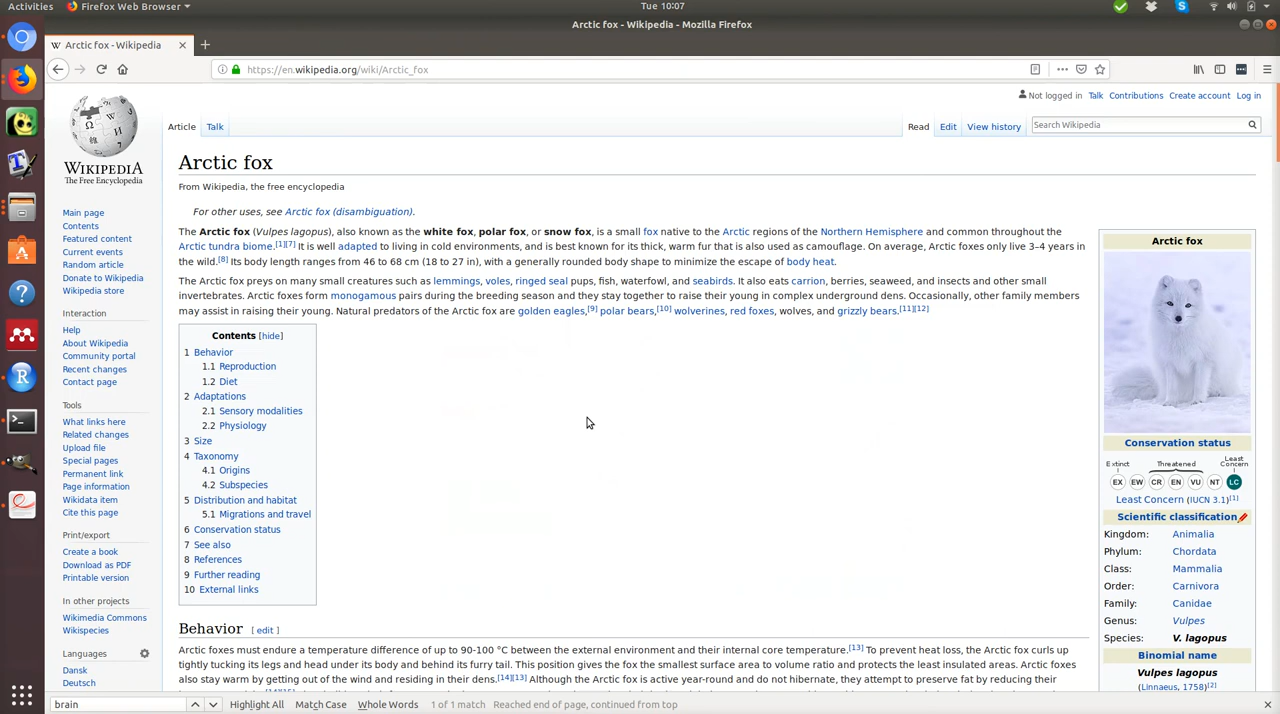 Activities
Firefox Web Browser
Tue 10:07
Arctic fox - Wikipedia - Mozilla Firefox
W Arctic fox - Wikipedia
https://en.wikipedia.org/wiki/Arctic_fox
Not logged in Talk Contributions Create account Log in
Article Talk
Read Edit View history
Search Wikipedia
WIKIPEDIA
The Free Encyclopedia
Main page
Contents
Featured content
Current events
Random article
Donate to Wikipedia
Wikipedia store
Interaction
Help
About Wikipedia
Community portal
Recent changes
Contact page
Tools
What links here
Related changes
Upload file
Special pages
Permanent link
Page information
Wikidata item
Cite this page
Print/export
Create a book
Download as PDF
Printable version
In other projects
Wikimedia Commons
Wikispecies
Languages
Dansk
Deutsch
Arctic fox
From Wikipedia, the free encyclopedia
For other uses, see Arctic fox (disambiguation).
The Arctic fox (Vulpes lagopus), also known as the white fox, polar fox, or snow fox, is a small fox native to the Arctic regions of the Northern Hemisphere and common throughout the
Arctic tundra biome.[1][7] It is well adapted to living in cold environments, and is best known for its thick, warm fur that is also used as camouflage. On average, Arctic foxes only live 3–4 years in
the wild.[8] Its body length ranges from 46 to 68 cm (18 to 27 in), with a generally rounded body shape to minimize the escape of body heat.
The Arctic fox preys on many small creatures such as lemmings, voles, ringed seal pups, fish, waterfowl, and seabirds. It also eats carrion, berries, seaweed, and insects and other small
invertebrates. Arctic foxes form monogamous pairs during the breeding season and they stay together to raise their young in complex underground dens. Occasionally, other family members
may assist in raising their young. Natural predators of the Arctic fox are golden eagles,[9] polar bears,[10] wolverines, red foxes, wolves, and grizzly bears.[11][12]
Contents [hide]
1 Behavior
1.1 Reproduction
1.2 Diet
2 Adaptations
2.1 Sensory modalities
2.2 Physiology
3 Size
4 Taxonomy
4.1 Origins
4.2 Subspecies
5 Distribution and habitat
5.1 Migrations and travel
6 Conservation status
7 See also
8 References
9 Further reading
10 External links
Behavior [ edit ]
Arctic foxes must endure a temperature difference of up to 90-100 °C between the external environment and their internal core temperature.[13] To prevent heat loss, the Arctic fox curls up
tightly tucking its legs and head under its body and behind its furry tail. This position gives the fox the smallest surface area to volume ratio and protects the least insulated areas. Arctic foxes
also stay warm by getting out of the wind and residing in their dens.[14][13] Although the Arctic fox is active year-round and do not hibernate, they attempt to preserve fat by reducing their
Arctic fox
Conservation status
Extinct Threatened Least Concern
EX EW CR EN VU NT LC
Least Concern (IUCN 3.1)[1]
Scientific classification
Kingdom: Animalia
Phylum: Chordata
Class: Mammalia
Order: Carnivora
Family: Canidae
Genus: Vulpes
Species: V. lagopus
Binomial name
Vulpes lagopus
(Linnaeus, 1758)[2]
brain
Highlight All Match Case Whole Words 1 of 1 match Reached end of page, continued from top